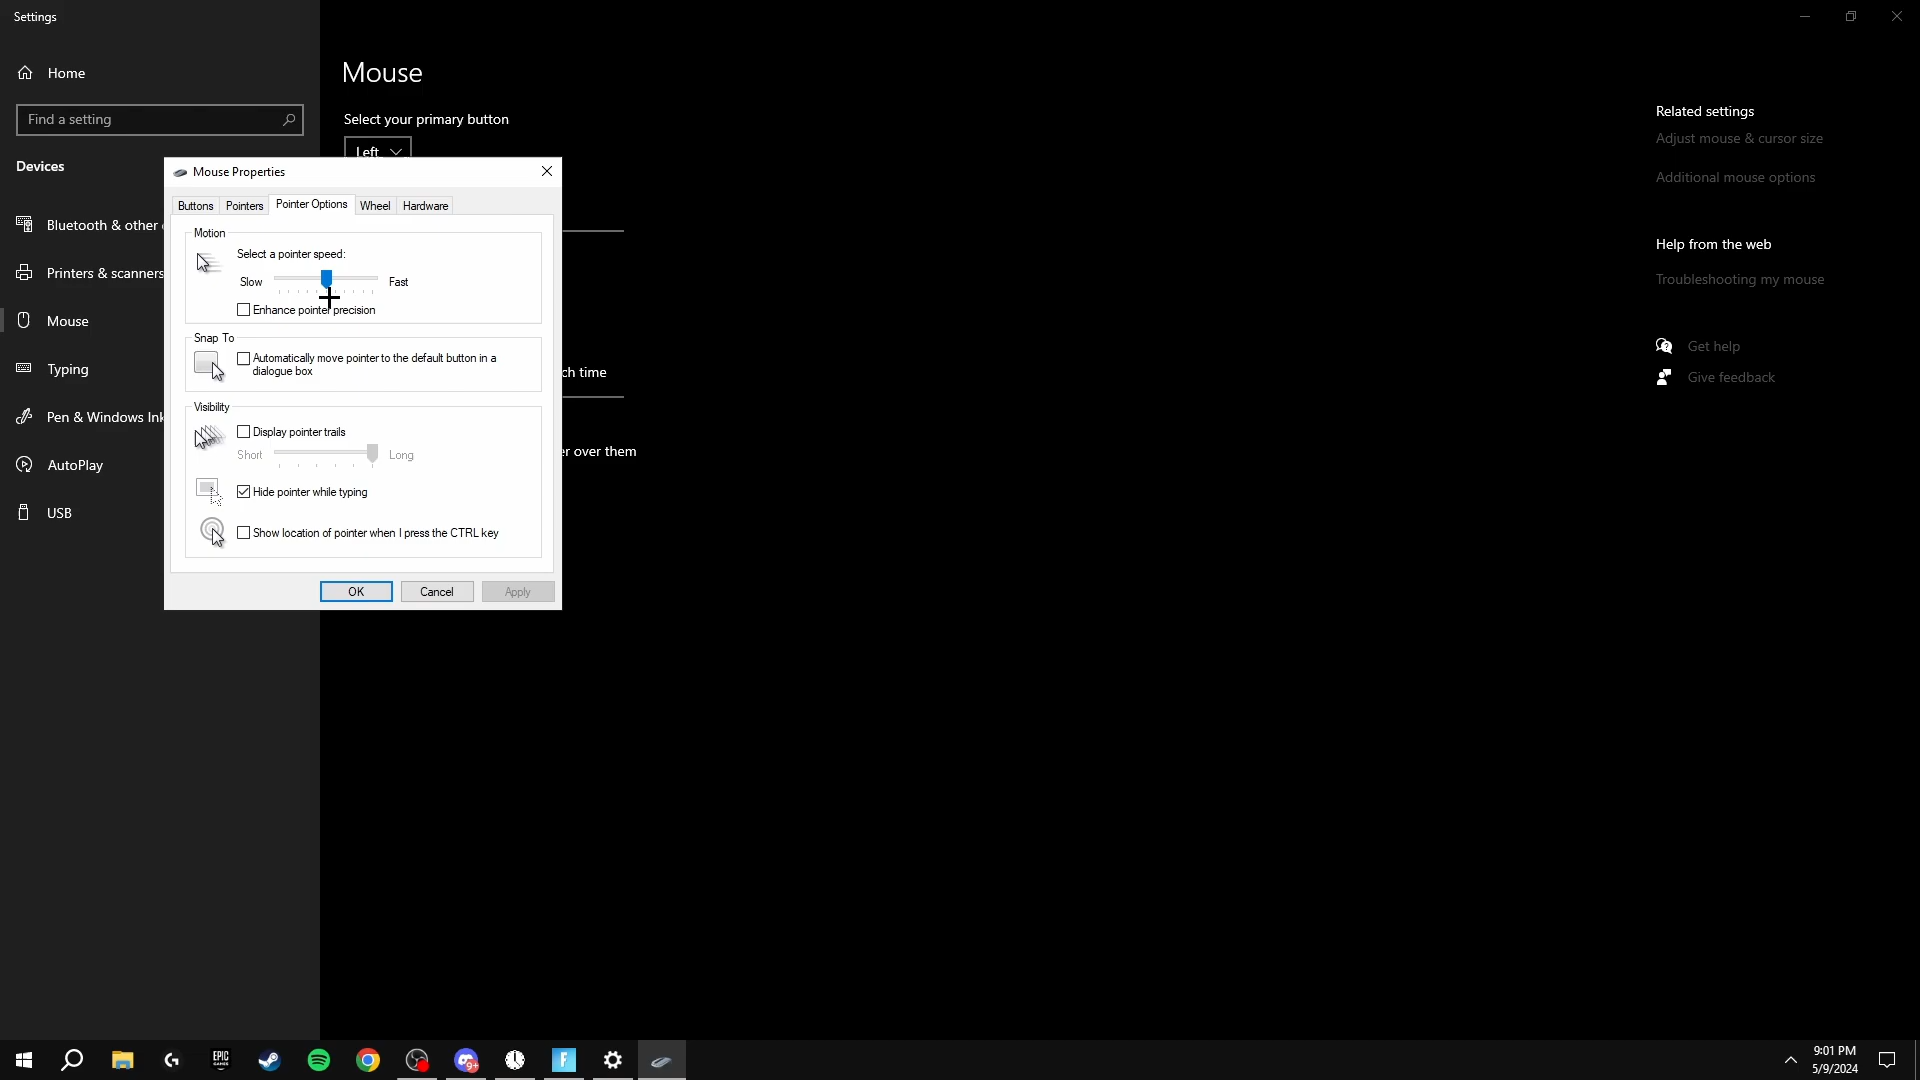 Settings
Home
Find a setting
Devices
Bluetooth & other
Printers & scanners
Mouse
Typing
Pen & Windows Ink
AutoPlay
USB
Mouse
Select your primary button
Left
Mouse Properties
Buttons
Pointers
Pointer Options
Wheel
Hardware
Motion
Select a pointer speed:
Slow
Fast
Enhance pointer precision
Snap To
Automatically move pointer to the default button in a
dialogue box
Visibility
Display pointer trails
Short
Long
Hide pointer while typing
Show location of pointer when I press the CTRL key
OK
Cancel
Apply
ch time
er over them
Related settings
Adjust mouse & cursor size
Additional mouse options
Help from the web
Troubleshooting my mouse
Get help
Give feedback
EPIC
GAMES
9+
F
9:01 PM
5/9/2024